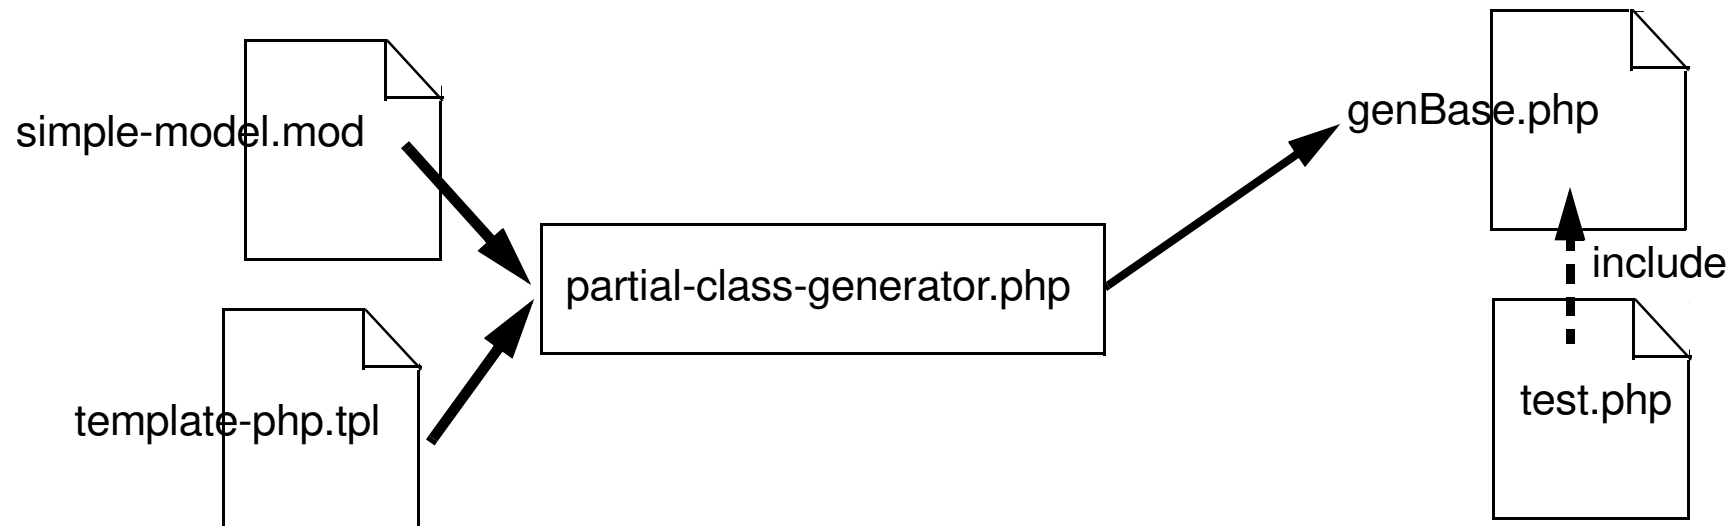 simple-model.mod
genBase.php
partial-class-generator.php
include
template-php.tpl
test.php